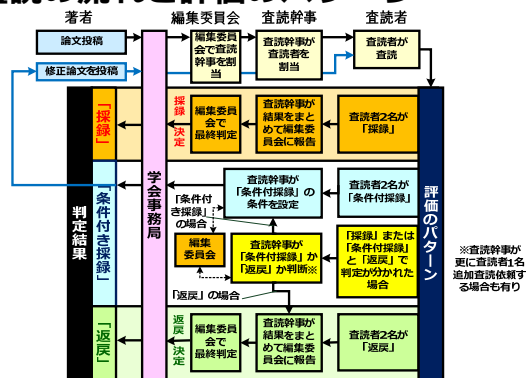 著者
編集委員会
査読幹事
査読者
論文投稿
編集委員
会で査読
幹事を割
当
査読幹事が
査読者を
割当
査読者が
査読
修正論文を投稿
「採録」
採録
決定
編集委員
会で
最終判定
査読幹事が
結果をまと
めて編集委
員会に報告
査読者2名が
「採録」
学会事務局
判定結果
評価のパターン
「条件付き採録」
「条件付
き採録」
の場合
査読幹事が
「条件付採録」の
条件を設定
査読者2名が
「条件付採録」
編集
委員会
査読幹事が
「条件付採録」か
「返戻」か判断※
「採録」または
「条件付採録」
と「返戻」で
判定が分かれた
場合
※査読幹事が
更に査読者1名
追加査読依頼す
る場合も有り
「返戻」の場合
「返戻」
返戻
決定
編集委員
会で
最終判定
査読幹事が
結果をまと
めて編集委
員会に報告
査読者2名が
「返戻」